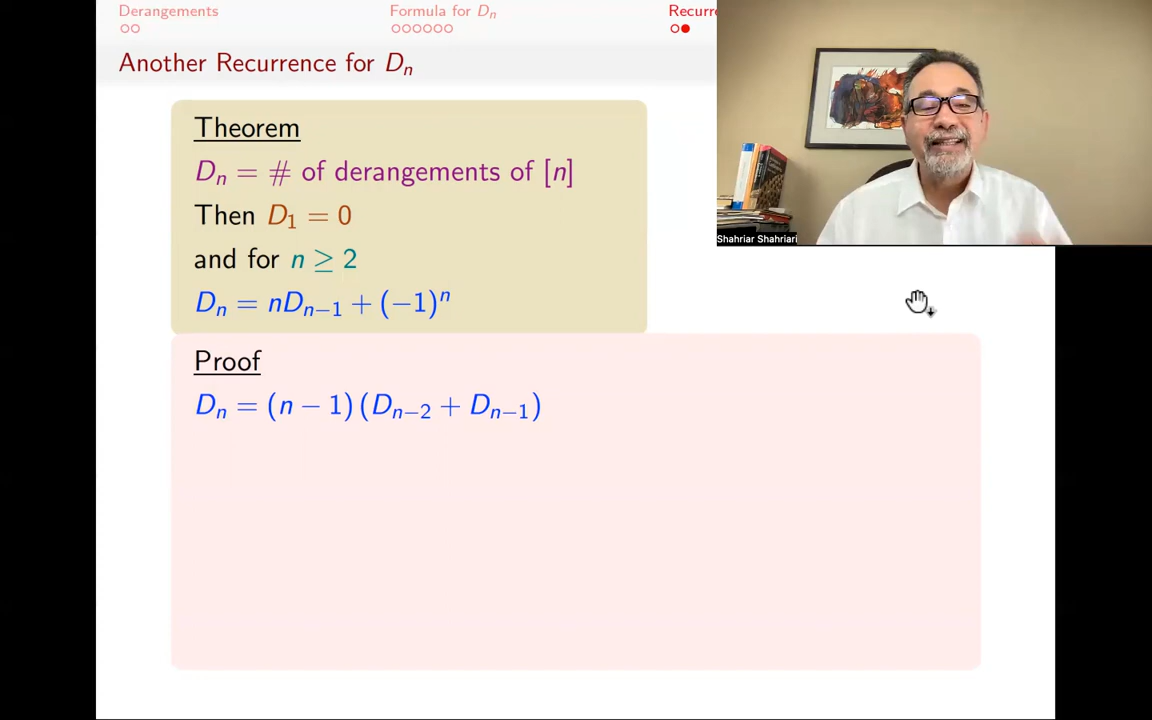 Derangements
Formula for Dₙ
Recurre
Another Recurrence for Dₙ
Theorem
Dₙ = # of derangements of [n]
Then D₁ = 0
and for n ≥ 2
Dₙ = nDₙ₋₁ + (−1)ⁿ
Proof
Dₙ = (n − 1)(Dₙ₋₂ + Dₙ₋₁)
Shahriar Shahriari